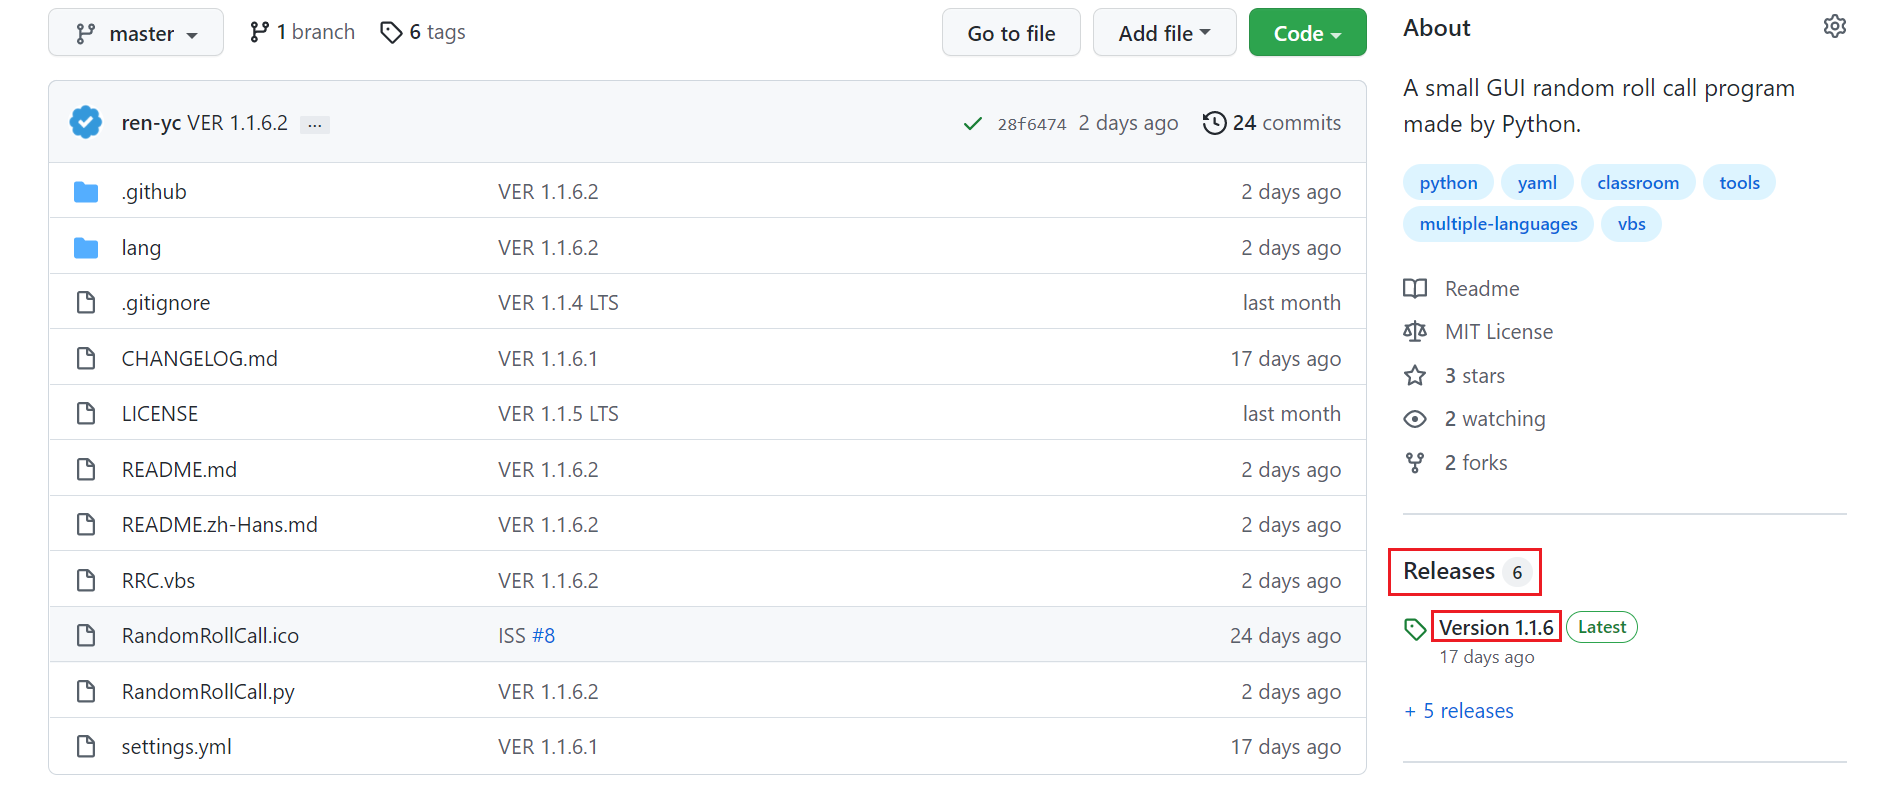 master 1 branch 6 tags Go to file Add file Code
ren-yc VER 1.1.6.2 ... 28f6474 2 days ago 24 commits
.github VER 1.1.6.2 2 days ago
lang VER 1.1.6.2 2 days ago
.gitignore VER 1.1.4 LTS last month
CHANGELOG.md VER 1.1.6.1 17 days ago
LICENSE VER 1.1.5 LTS last month
README.md VER 1.1.6.2 2 days ago
README.zh-Hans.md VER 1.1.6.2 2 days ago
RRC.vbs VER 1.1.6.2 2 days ago
RandomRollCall.ico ISS #8 24 days ago
RandomRollCall.py VER 1.1.6.2 2 days ago
settings.yml VER 1.1.6.1 17 days ago
About
A small GUI random roll call program
made by Python.
python yaml classroom tools
multiple-languages vbs
Readme
MIT License
3 stars
2 watching
2 forks
Releases 6
Version 1.1.6 Latest
17 days ago
+ 5 releases